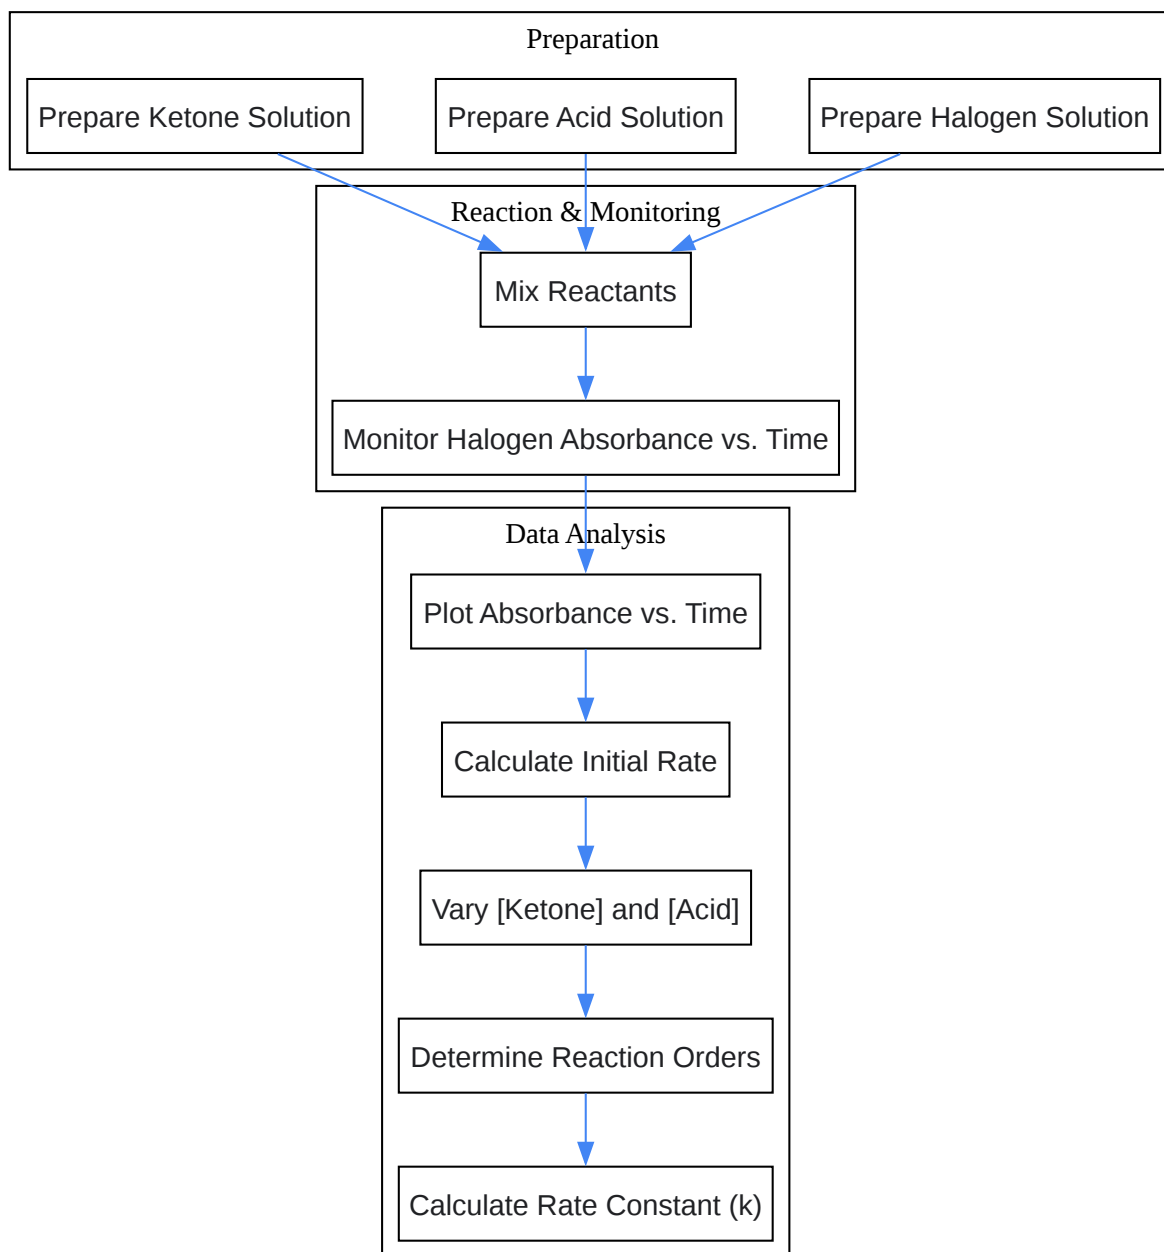 Preparation
Prepare Ketone Solution
Prepare Acid Solution
Prepare Halogen Solution
Reaction & Monitoring
Mix Reactants
Monitor Halogen Absorbance vs. Time
Data Analysis
Plot Absorbance vs. Time
Calculate Initial Rate
Vary [Ketone] and [Acid]
Determine Reaction Orders
Calculate Rate Constant (k)